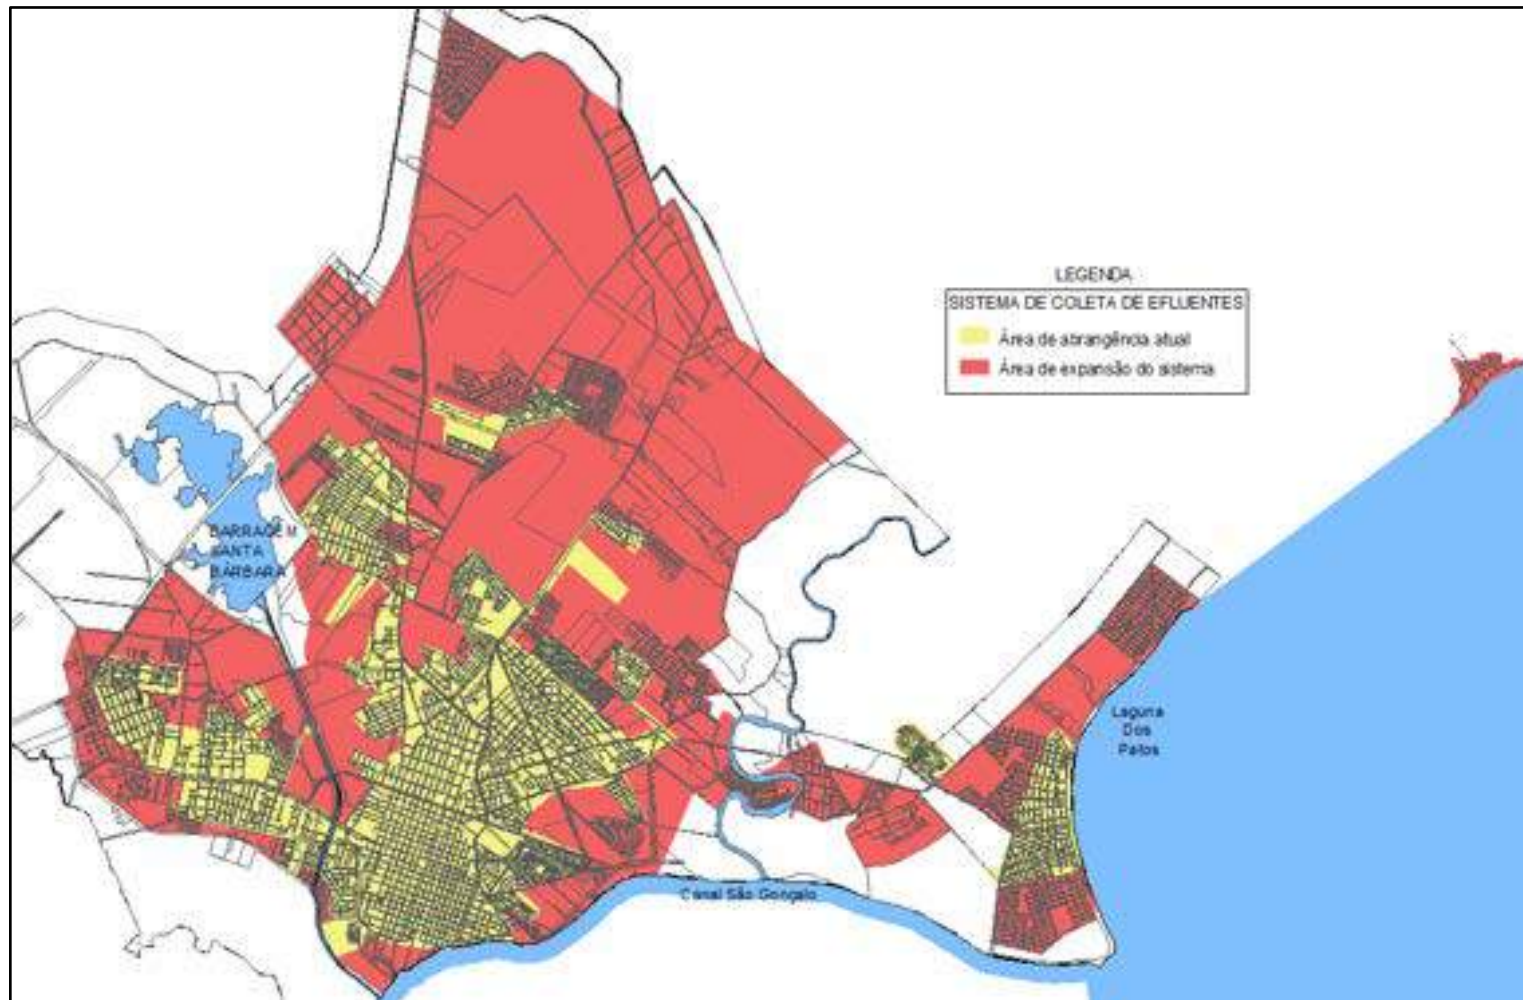 LEGENDA
SISTEMA DE COLETA DE EFLUENTES
Área de abrangência atual
Área de expansão do sistema
BARRAGEM
SANTA
BÁRBARA
Laguna
Dos
Patos
Canal São Gonçalo